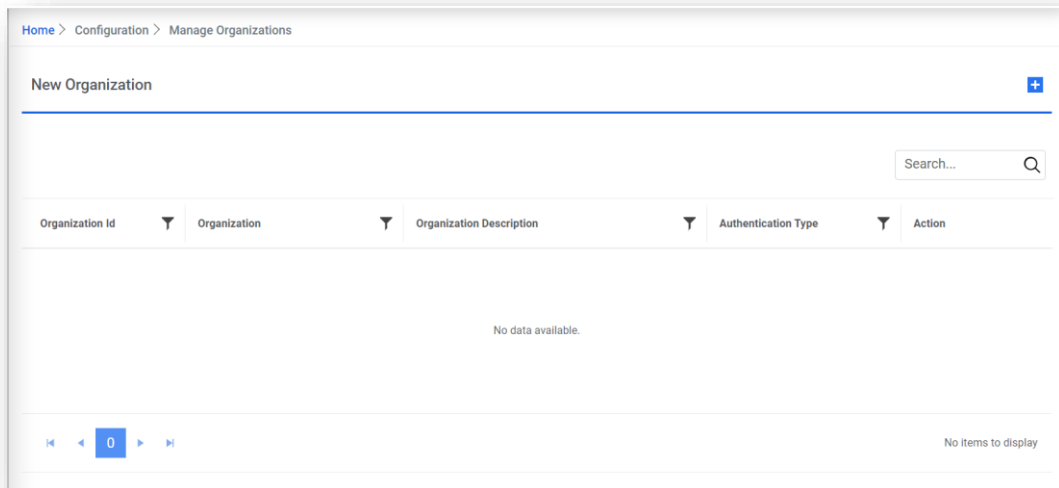 Home > Configuration > Manage Organizations
New Organization
Search...
Organization Id Organization Organization Description Authentication Type Action
No data available.
0 No items to display